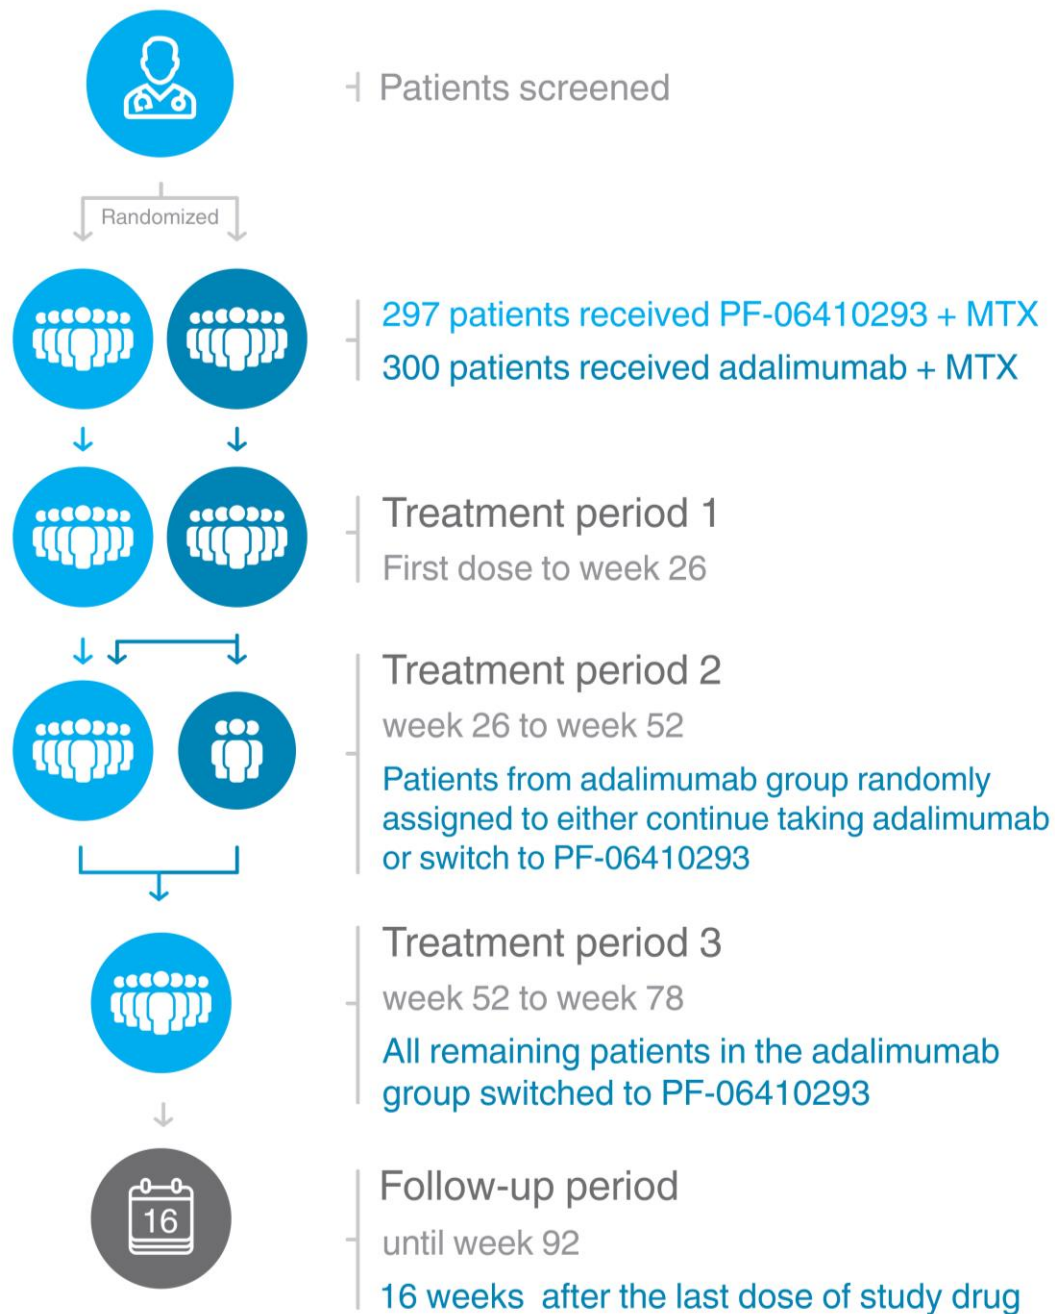 Patients screened
Randomized
297 patients received PF-06410293 + MTX
300 patients received adalimumab + MTX
Treatment period 1
First dose to week 26
Treatment period 2
week 26 to week 52
Patients from adalimumab group randomly
assigned to either continue taking adalimumab
or switch to PF-06410293
Treatment period 3
week 52 to week 78
All remaining patients in the adalimumab
group switched to PF-06410293
16
Follow-up period
until week 92
16 weeks  after the last dose of study drug